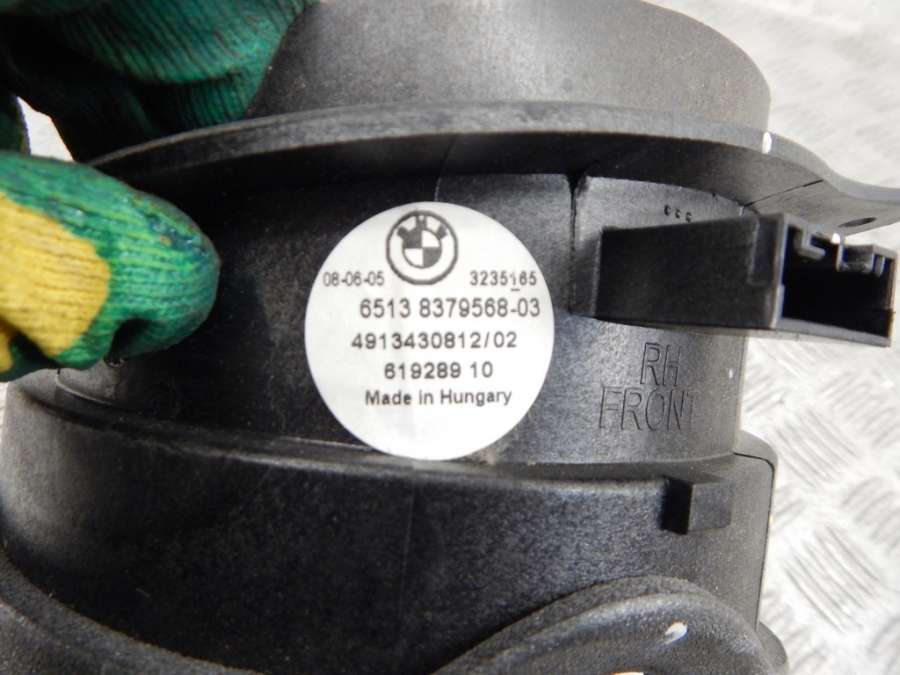 08-06-05 3235165
6513 8379568-03
4913430812/02
619289 10
Made in Hungary
RH
FRONT